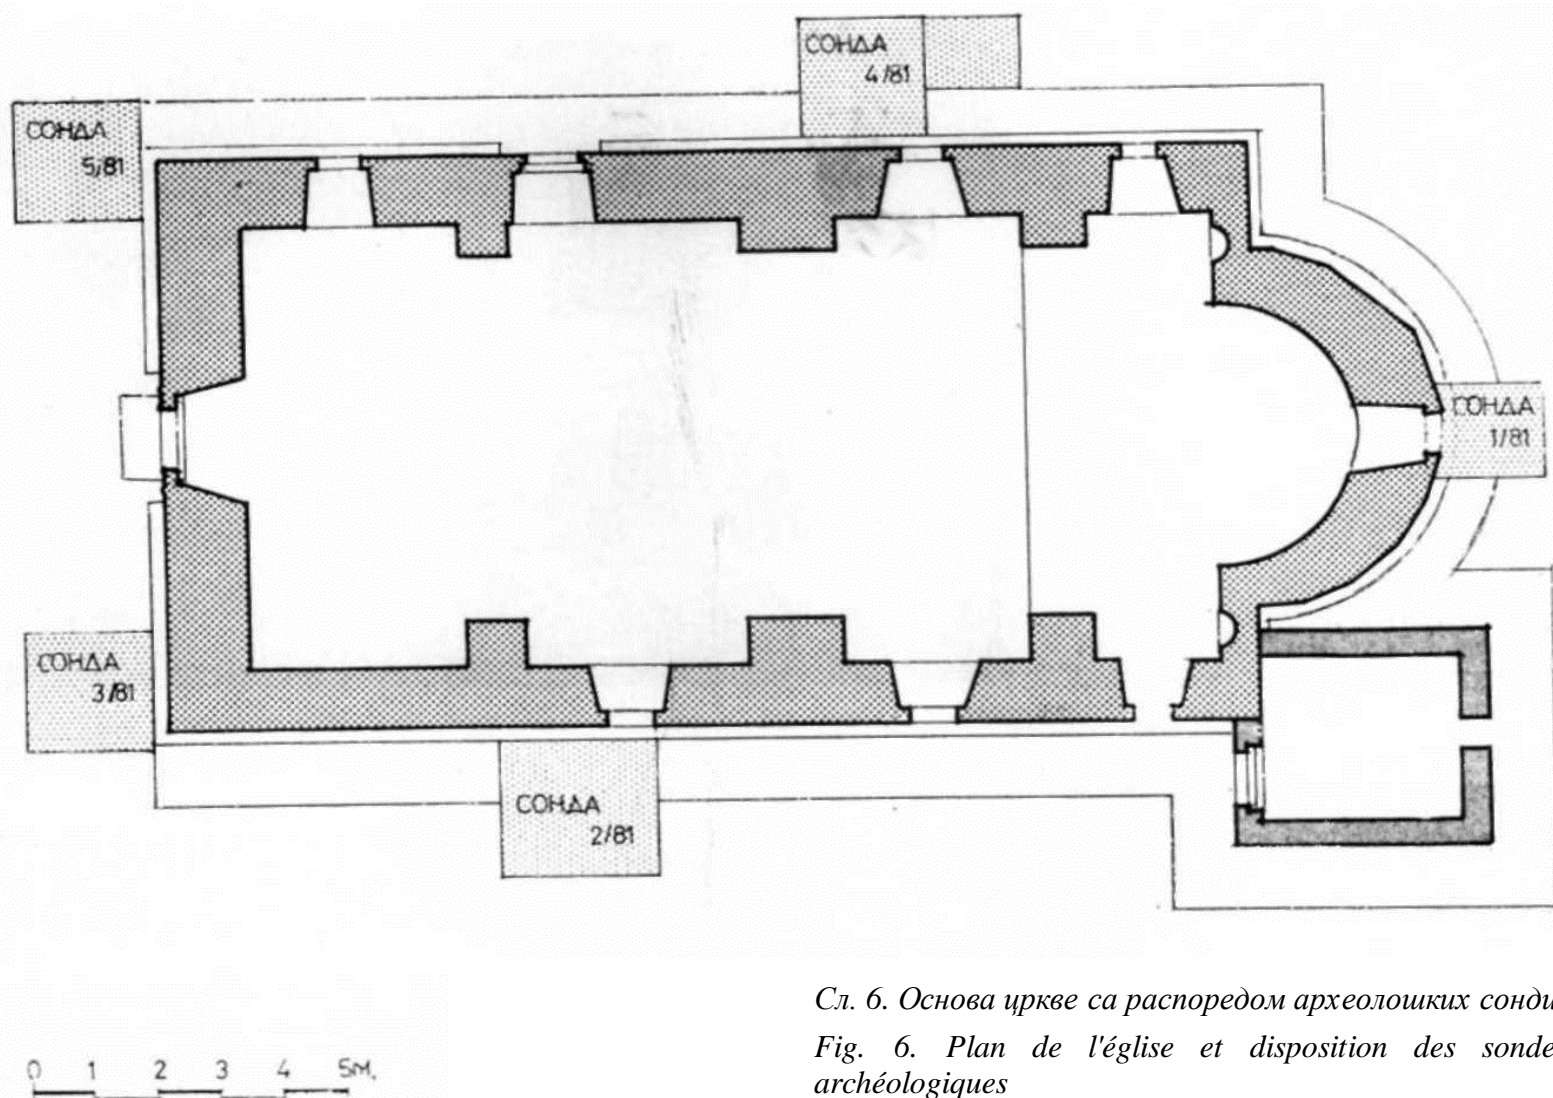 СОНДА
4/81
СОНДА
5/81
СОНДА
1/81
СОНДА
3/81
СОНДА
2/81
Сл. 6. Основа цркве са распоредом археолошких сонди
Fig. 6. Plan de l'église et disposition des sonde
archéologiques
0 1 2 3 4 5М.